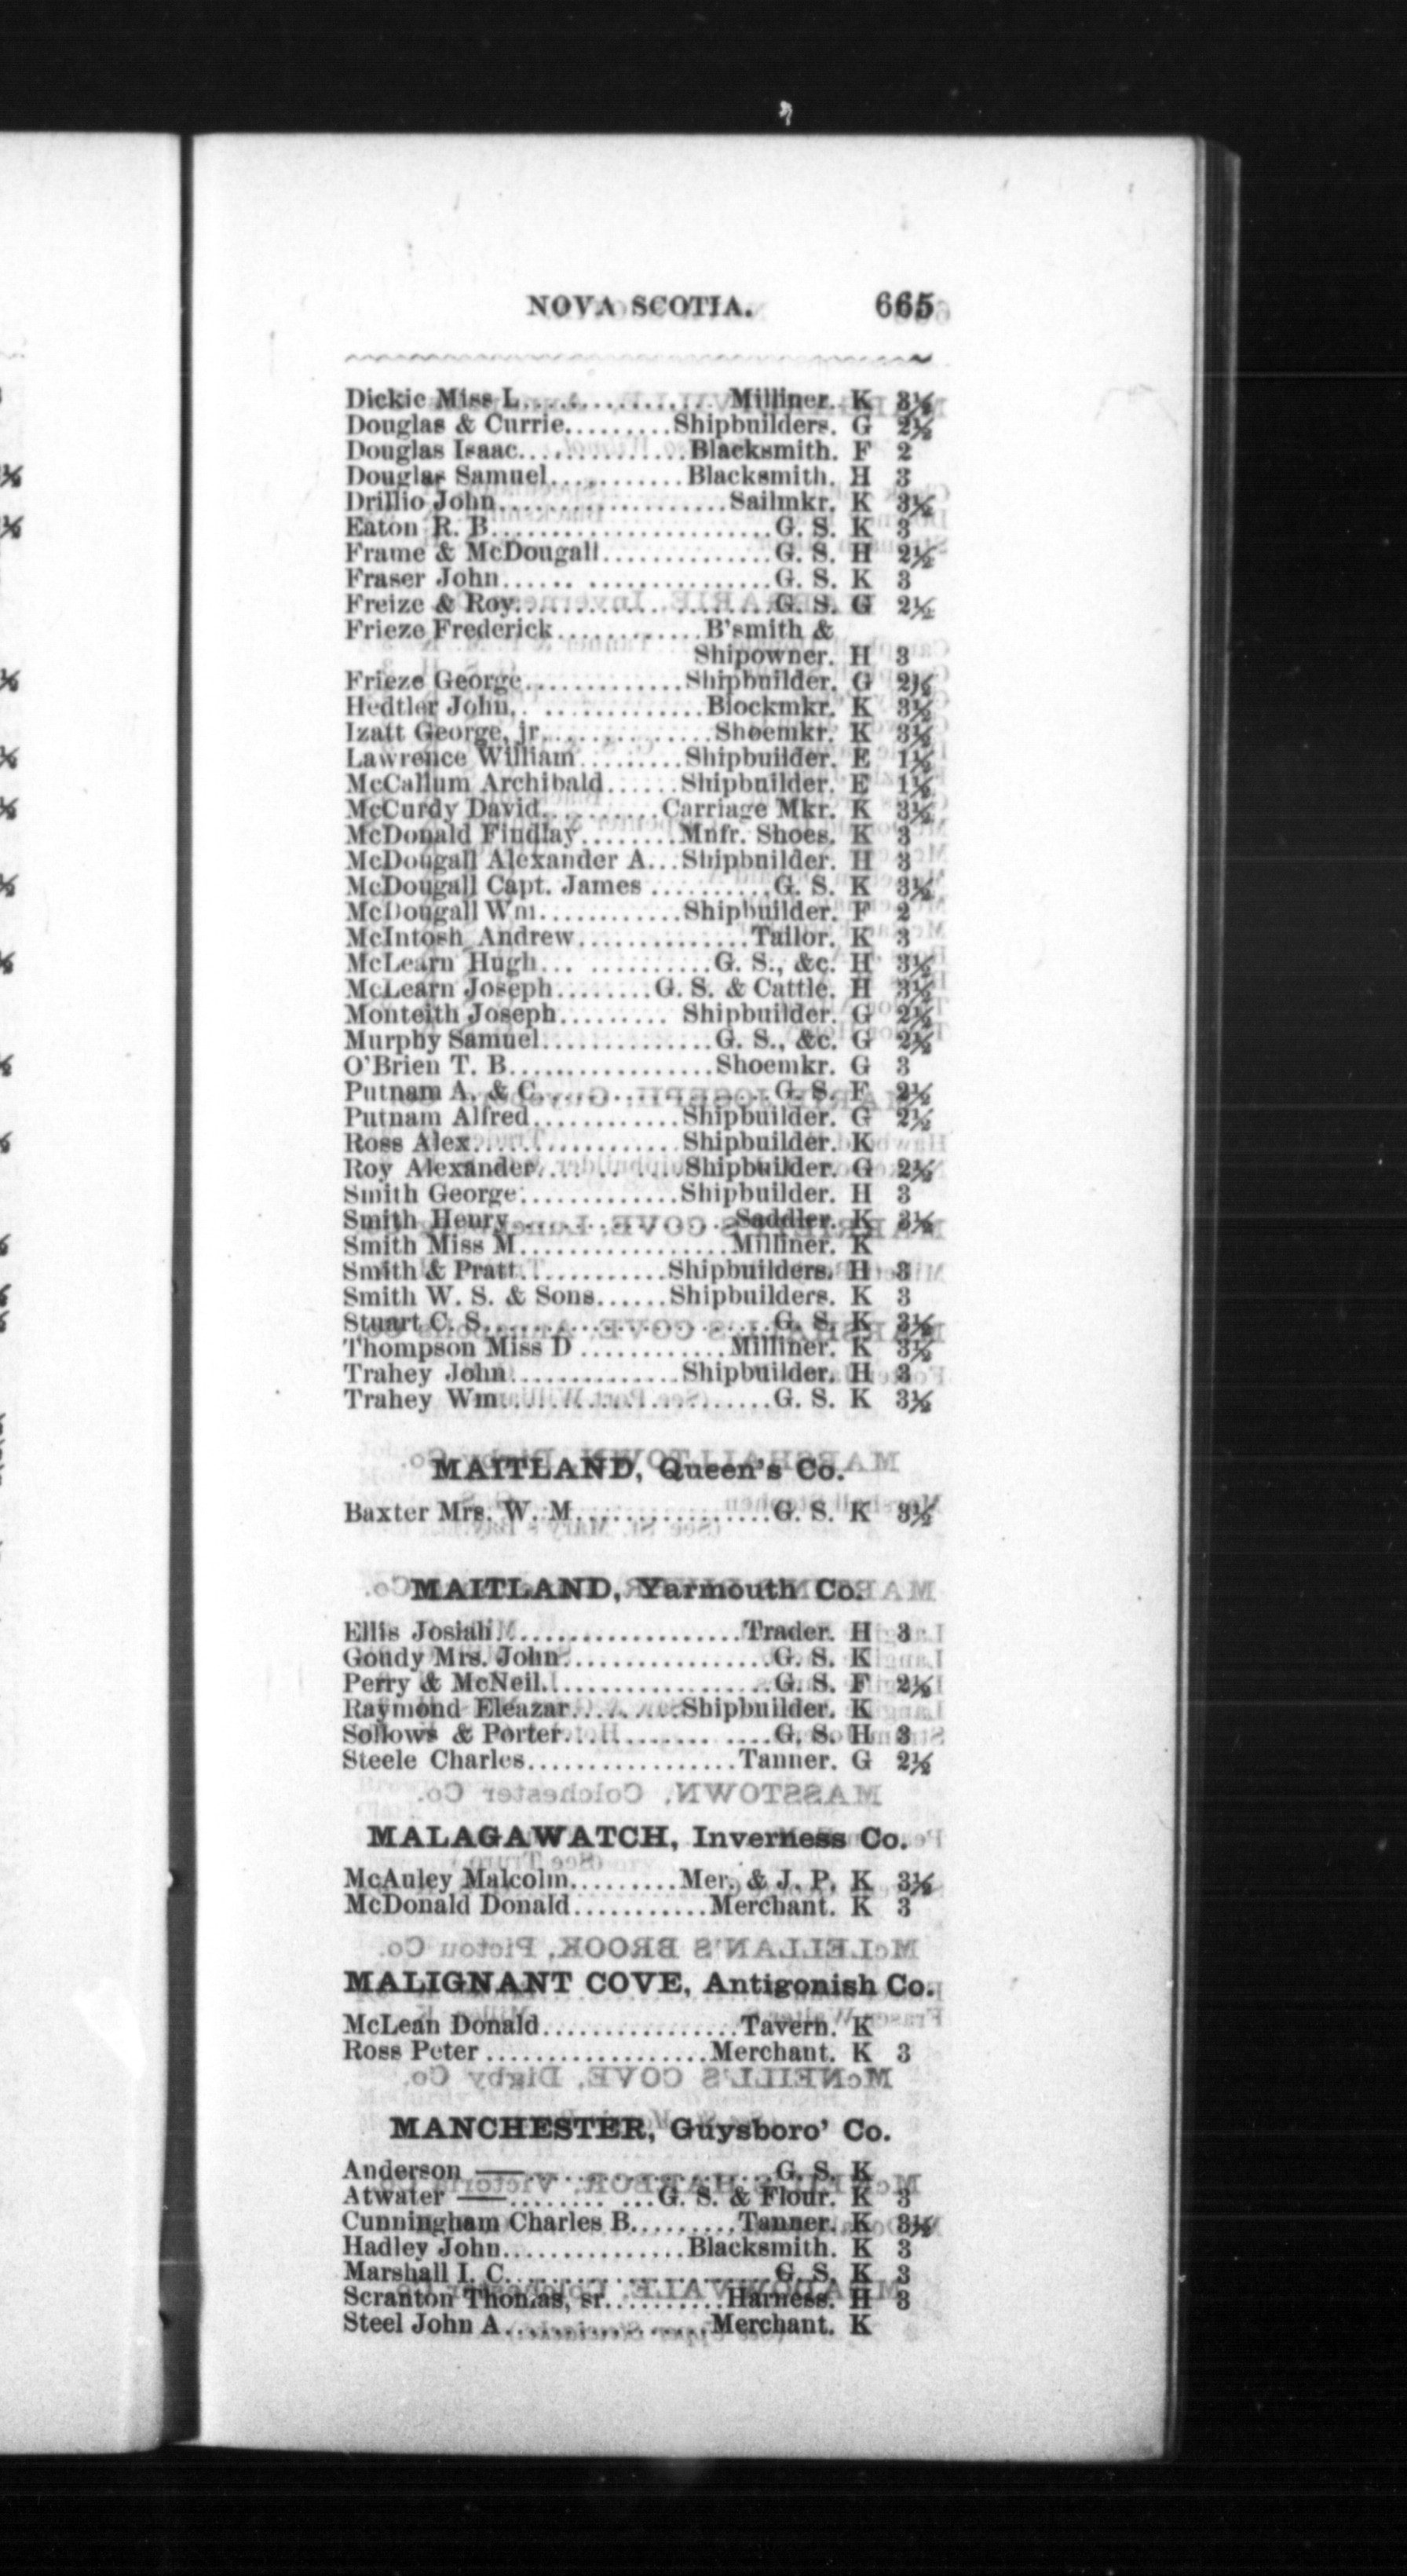 NOVA SCOTIA. 665
Dickie Miss L..................Milliner. K 3½
Douglas & Currie.........Shipbuilders. G 2½
Douglas Isaac..............Blacksmith. F 2
Douglas Samuel...........Blacksmith. H 3
Drillio John...................Sailmkr. K 3½
Eaton R. B........................G. S. K 3
Frame & McDougall...............G. S. H 2½
Fraser John...... ................G. S. K 3
Freize & Roy......................G. S. G 2½
Frieze Frederick............B'smith &
Shipowner. H 3
Frieze George.............Shipbuilder. G 2½
Hedtler John.. ..............Blockmkr. K 3½
Izatt George, jr...............Shoemkr. K 3½
Lawrence William.........Shipbuilder. E 1½
McCallum Archibald......Shipbuilder. E 1½
McCurdy David..........Carriage Mkr. K 3½
McDonald Findlay........Mnfr. Shoes. K 3
McDougall Alexander A...Shipbuilder. H 3
McDougall Capt. James ..........G. S. K 3½
McDougall Wm............Shipbuilder. F 2
McIntosh Andrew..............Tailor. K 3
McLearn Hugh... ..........G. S., &c. H 3½
McLearn Joseph........G. S. & Cattle. H 3½
Monteith Joseph......... Shipbuilder. G 2½
Murphy Samuel..............G. S., &c. G 2½
O'Brien T. B.................Shoemkr. G 3
Putnam A. & C....................G. S. F 2½
Putnam Alfred............Shipbuilder. G 2½
Ross Alex.................Shipbuilder. K
Roy Alexander............Shipbuilder. G 2½
Smith George.............Shipbuilder. H 3
Smith Henry...................Saddler. K 3½
Smith Miss M.................Milliner. K
Smith & Pratt............Shipbuilders. H 3
Smith W. S. & Sons......Shipbuilders. K 3
Stuart C. S.......................G. S. K 3½
Thompson Miss D ............Milliner. K 3½
Trahey John..............Shipbuilder. H 3
Trahey Wm.......................G. S. K 3½
MAITLAND, Queen's Co.
Baxter Mrs. W. M.................G. S. K 3½
MAITLAND, Yarmouth Co.
Ellis Josiah....................Trader. H 3
Goudy Mrs. John.................G. S. K
Perry & McNeil...................G. S. F 2½
Raymond Eleazar.........Shipbuilder. K
Sollows & Porter............ ....G. S. H 3
Steele Charles.................Tanner. G 2½
MALAGAWATCH, Inverness Co.
McAuley Malcolm.........Mer. & J. P. K 3½
McDonald Donald...........Merchant. K 3
MALIGNANT COVE, Antigonish Co.
McLean Donald................Tavern. K
Ross Peter ...................Merchant. K 3
MANCHESTER, Guysboro' Co.
Anderson ——.....................G. S. K
Atwater ——........ ...G. S. & Flour. K 3
Cunningham Charles B.........Tanner. K 3½
Hadley John...............Blacksmith. K 3
Marshall I. C......................G. S. K 3
Scranton Thomas, sr..........Harness. H 3
Steel John A.................Merchant. K